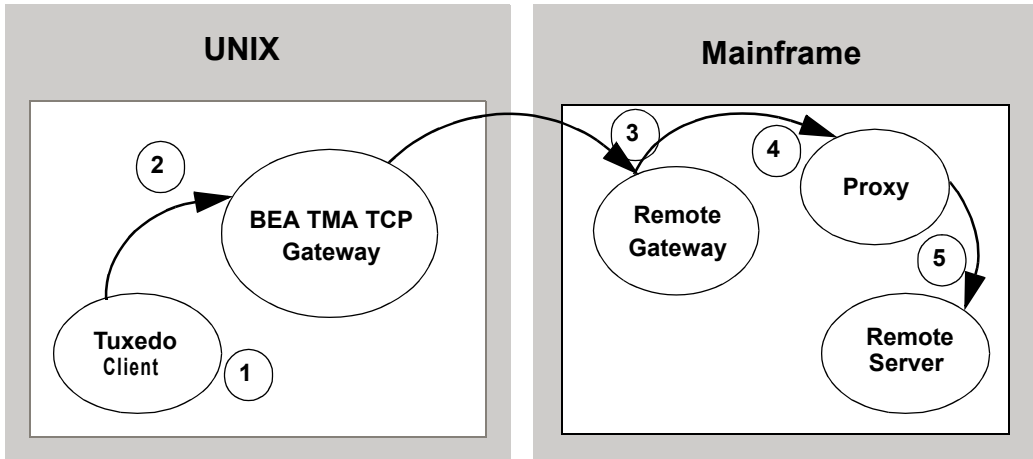 UNIX
2
BEA TMA TCP
Gateway
Tuxedo
Client
1
Mainframe
3
4
Proxy
Remote
Gateway
5
Remote
Server